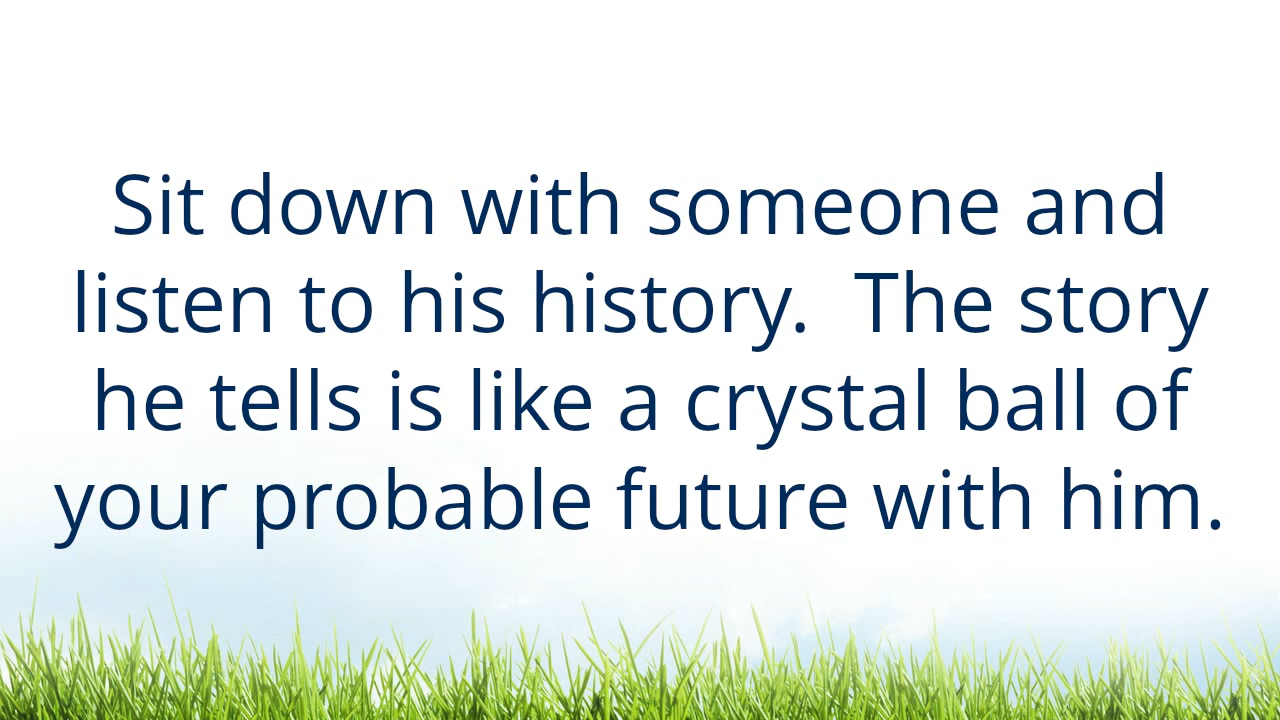 Sit down with someone and
listen to his history.  The story
he tells is like a crystal ball of
your probable future with him.